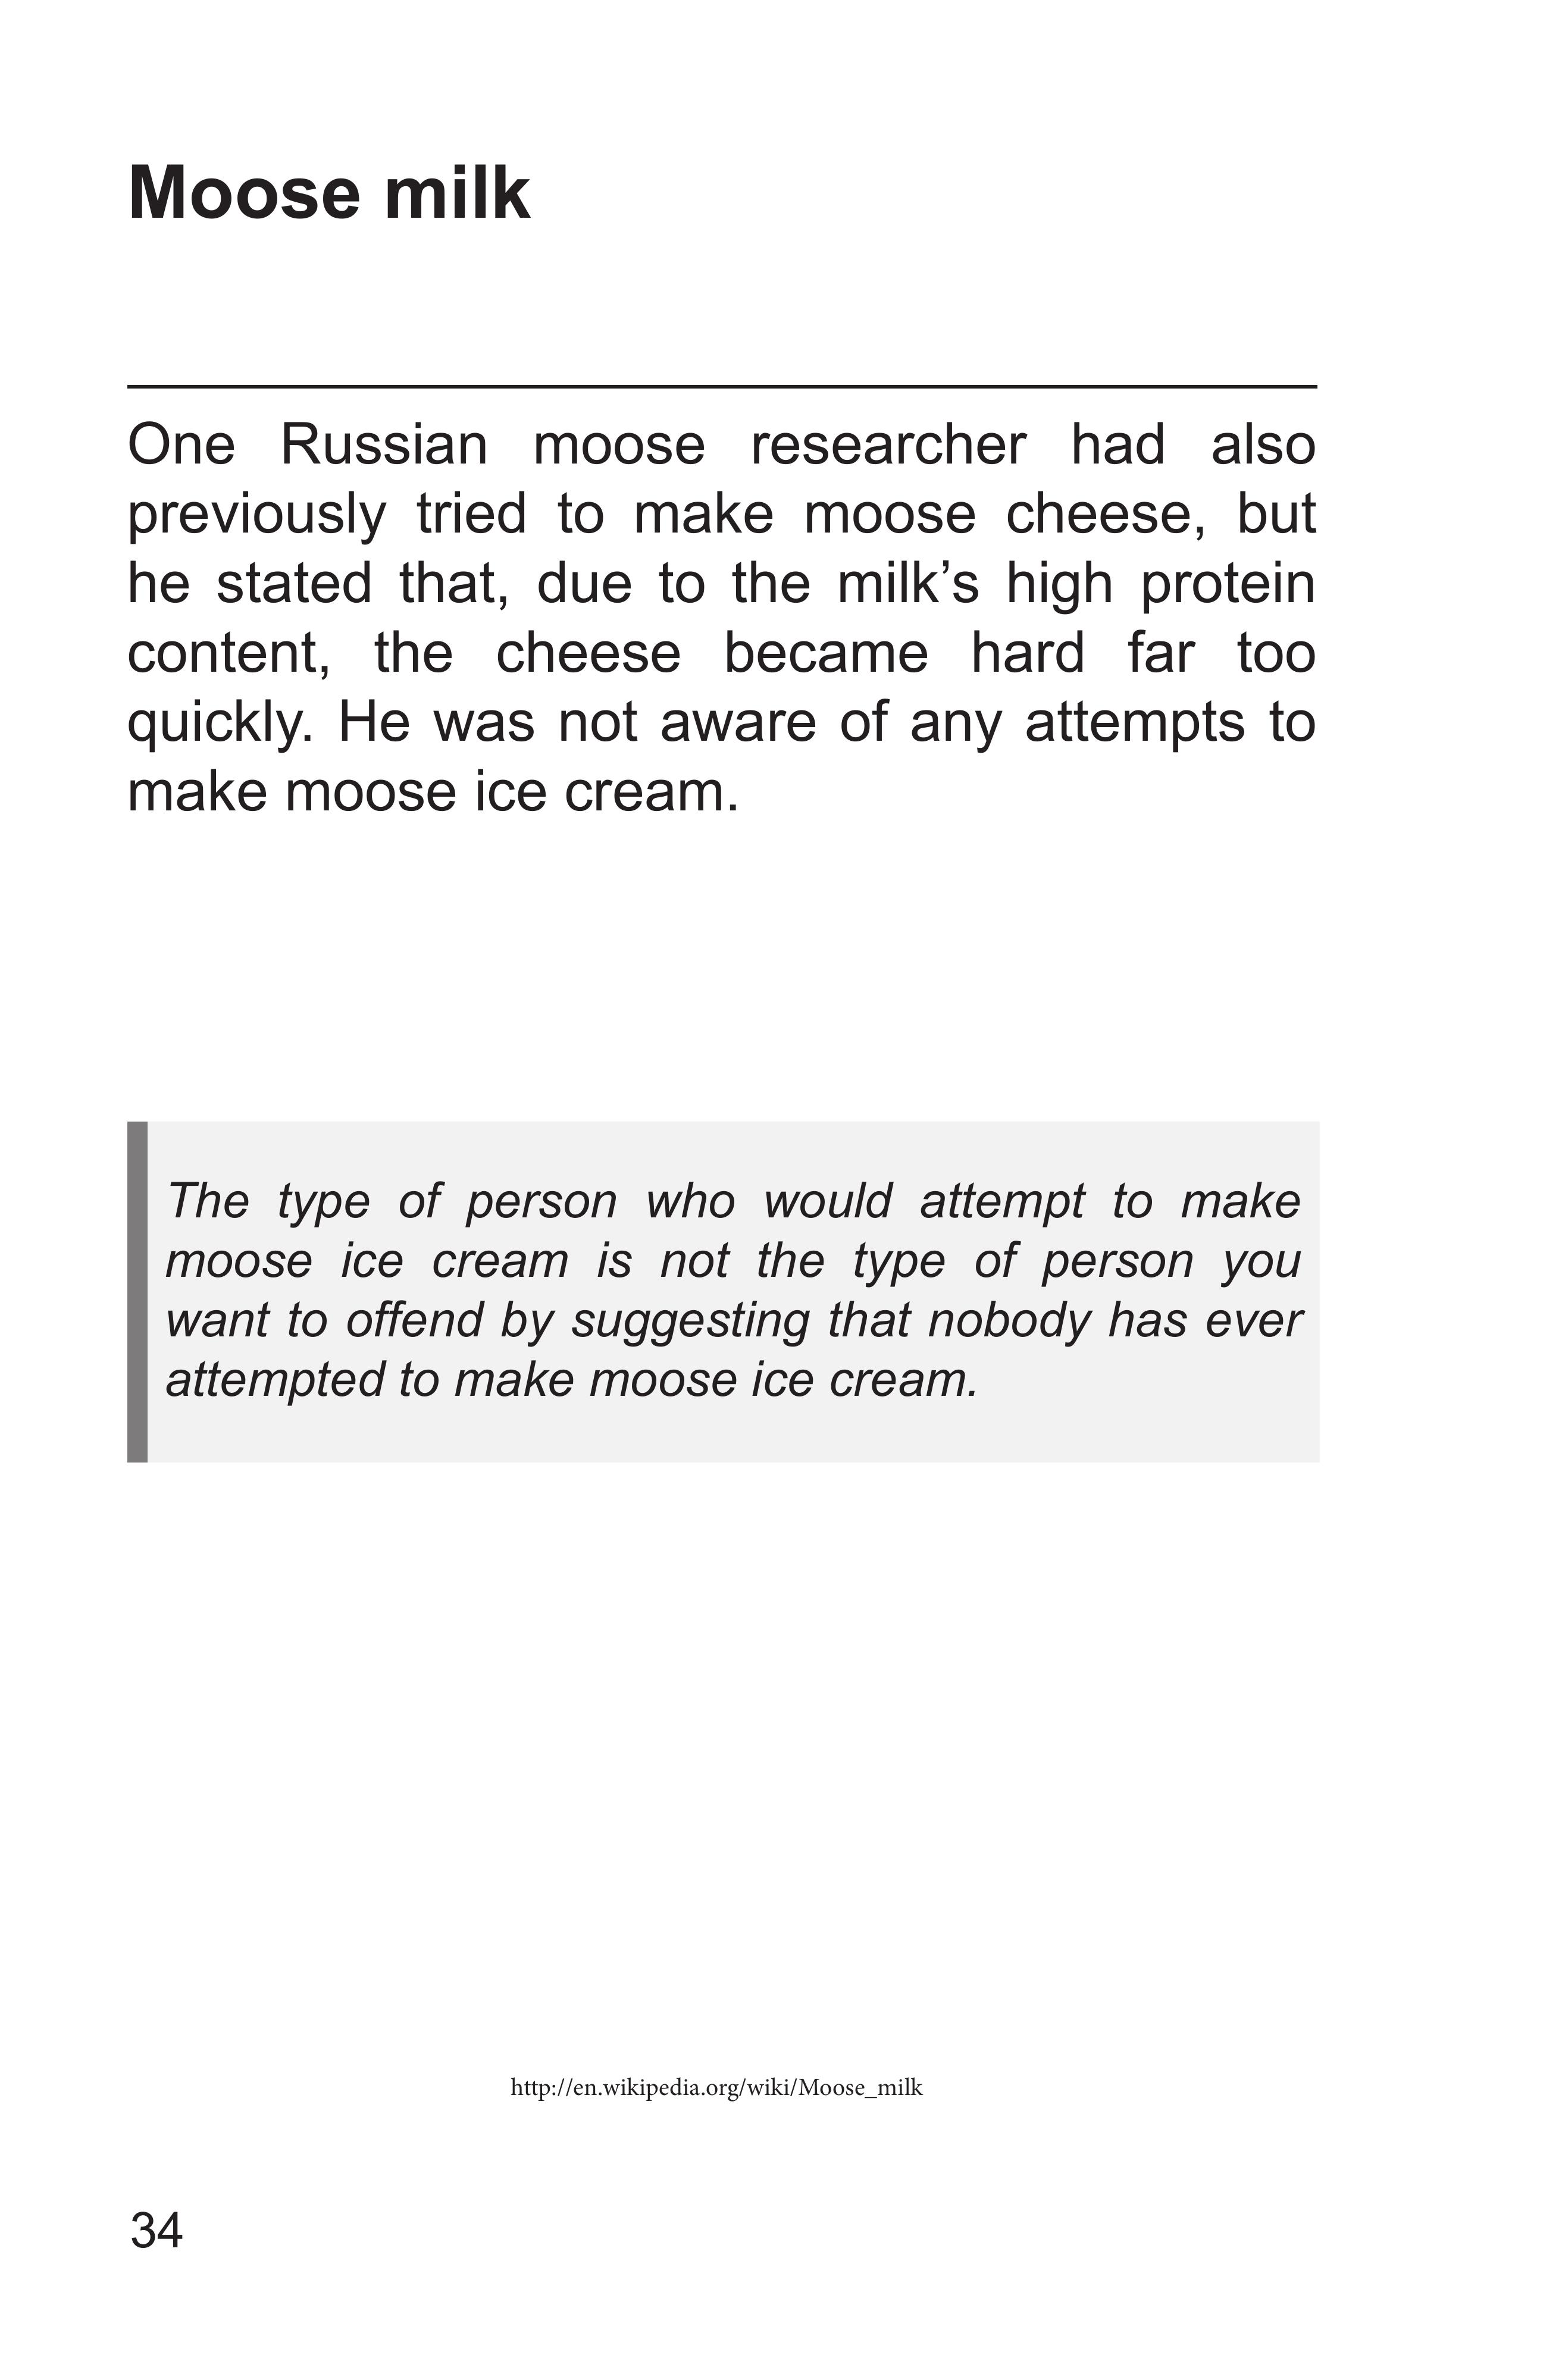 Moose milk
One Russian moose researcher had also
previously tried to make moose cheese, but
he stated that, due to the milk’s high protein
content, the cheese became hard far too
quickly. He was not aware of any attempts to
make moose ice cream.
The type of person who would attempt to make
moose ice cream is not the type of person you
want to offend by suggesting that nobody has ever
attempted to make moose ice cream.
http://en.wikipedia.org/wiki/Moose_milk
34